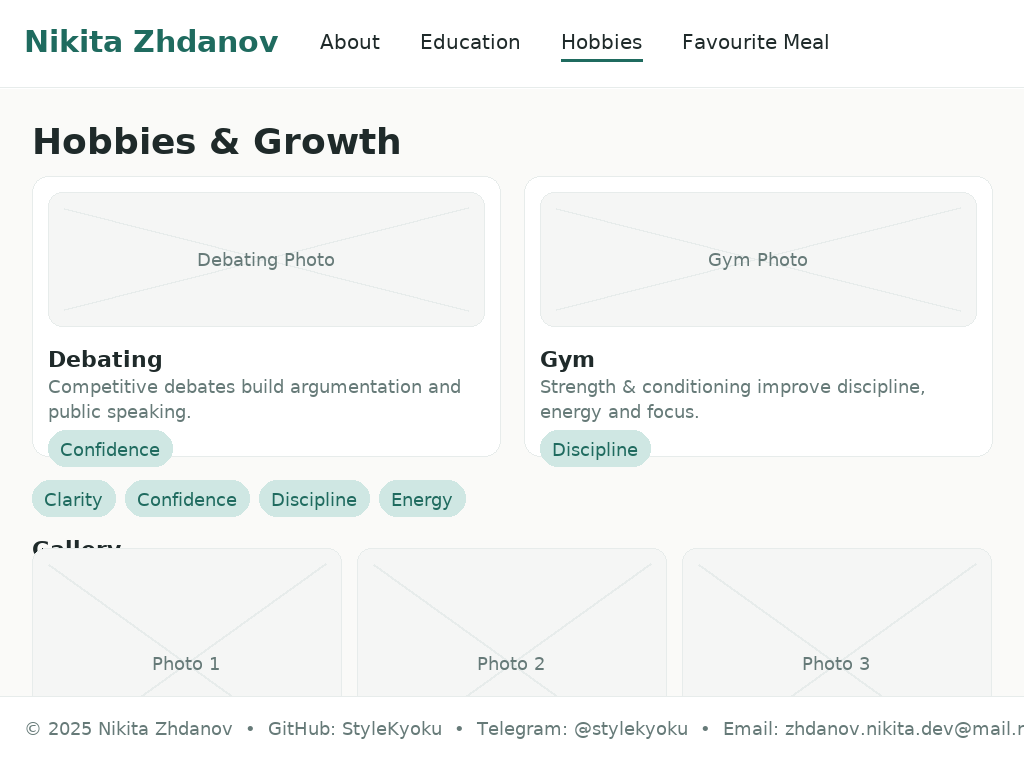 Nikita Zhdanov About Education Hobbies Favourite Meal
Hobbies & Growth
Debating Photo
Gym Photo
Debating
Competitive debates build argumentation and
public speaking.
Confidence
Gym
Strength & conditioning improve discipline,
energy and focus.
Discipline
Clarity Confidence Discipline Energy
Gallery
Photo 1 Photo 2 Photo 3
© 2025 Nikita Zhdanov • GitHub: StyleKyoku • Telegram: @stylekyoku • Email: zhdanov.nikita.dev@mail.r